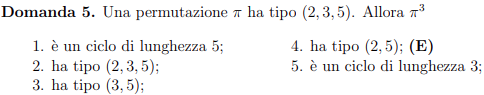 Domanda 5. Una permutazione π ha tipo (2, 3, 5). Allora π³
1. è un ciclo di lunghezza 5;
2. ha tipo (2, 3, 5);
3. ha tipo (3, 5);
4. ha tipo (2, 5); (E)
5. è un ciclo di lunghezza 3;